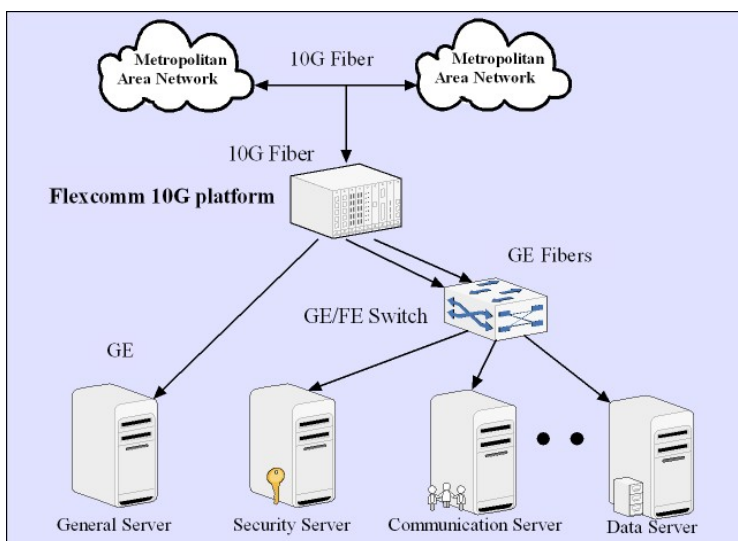 Metropolitan
Area Network
10G Fiber
Metropolitan
Area Network
10G Fiber
Flexcomm 10G platform
GE Fibers
GE/FE Switch
GE
General Server
Security Server
Communication Server
Data Server